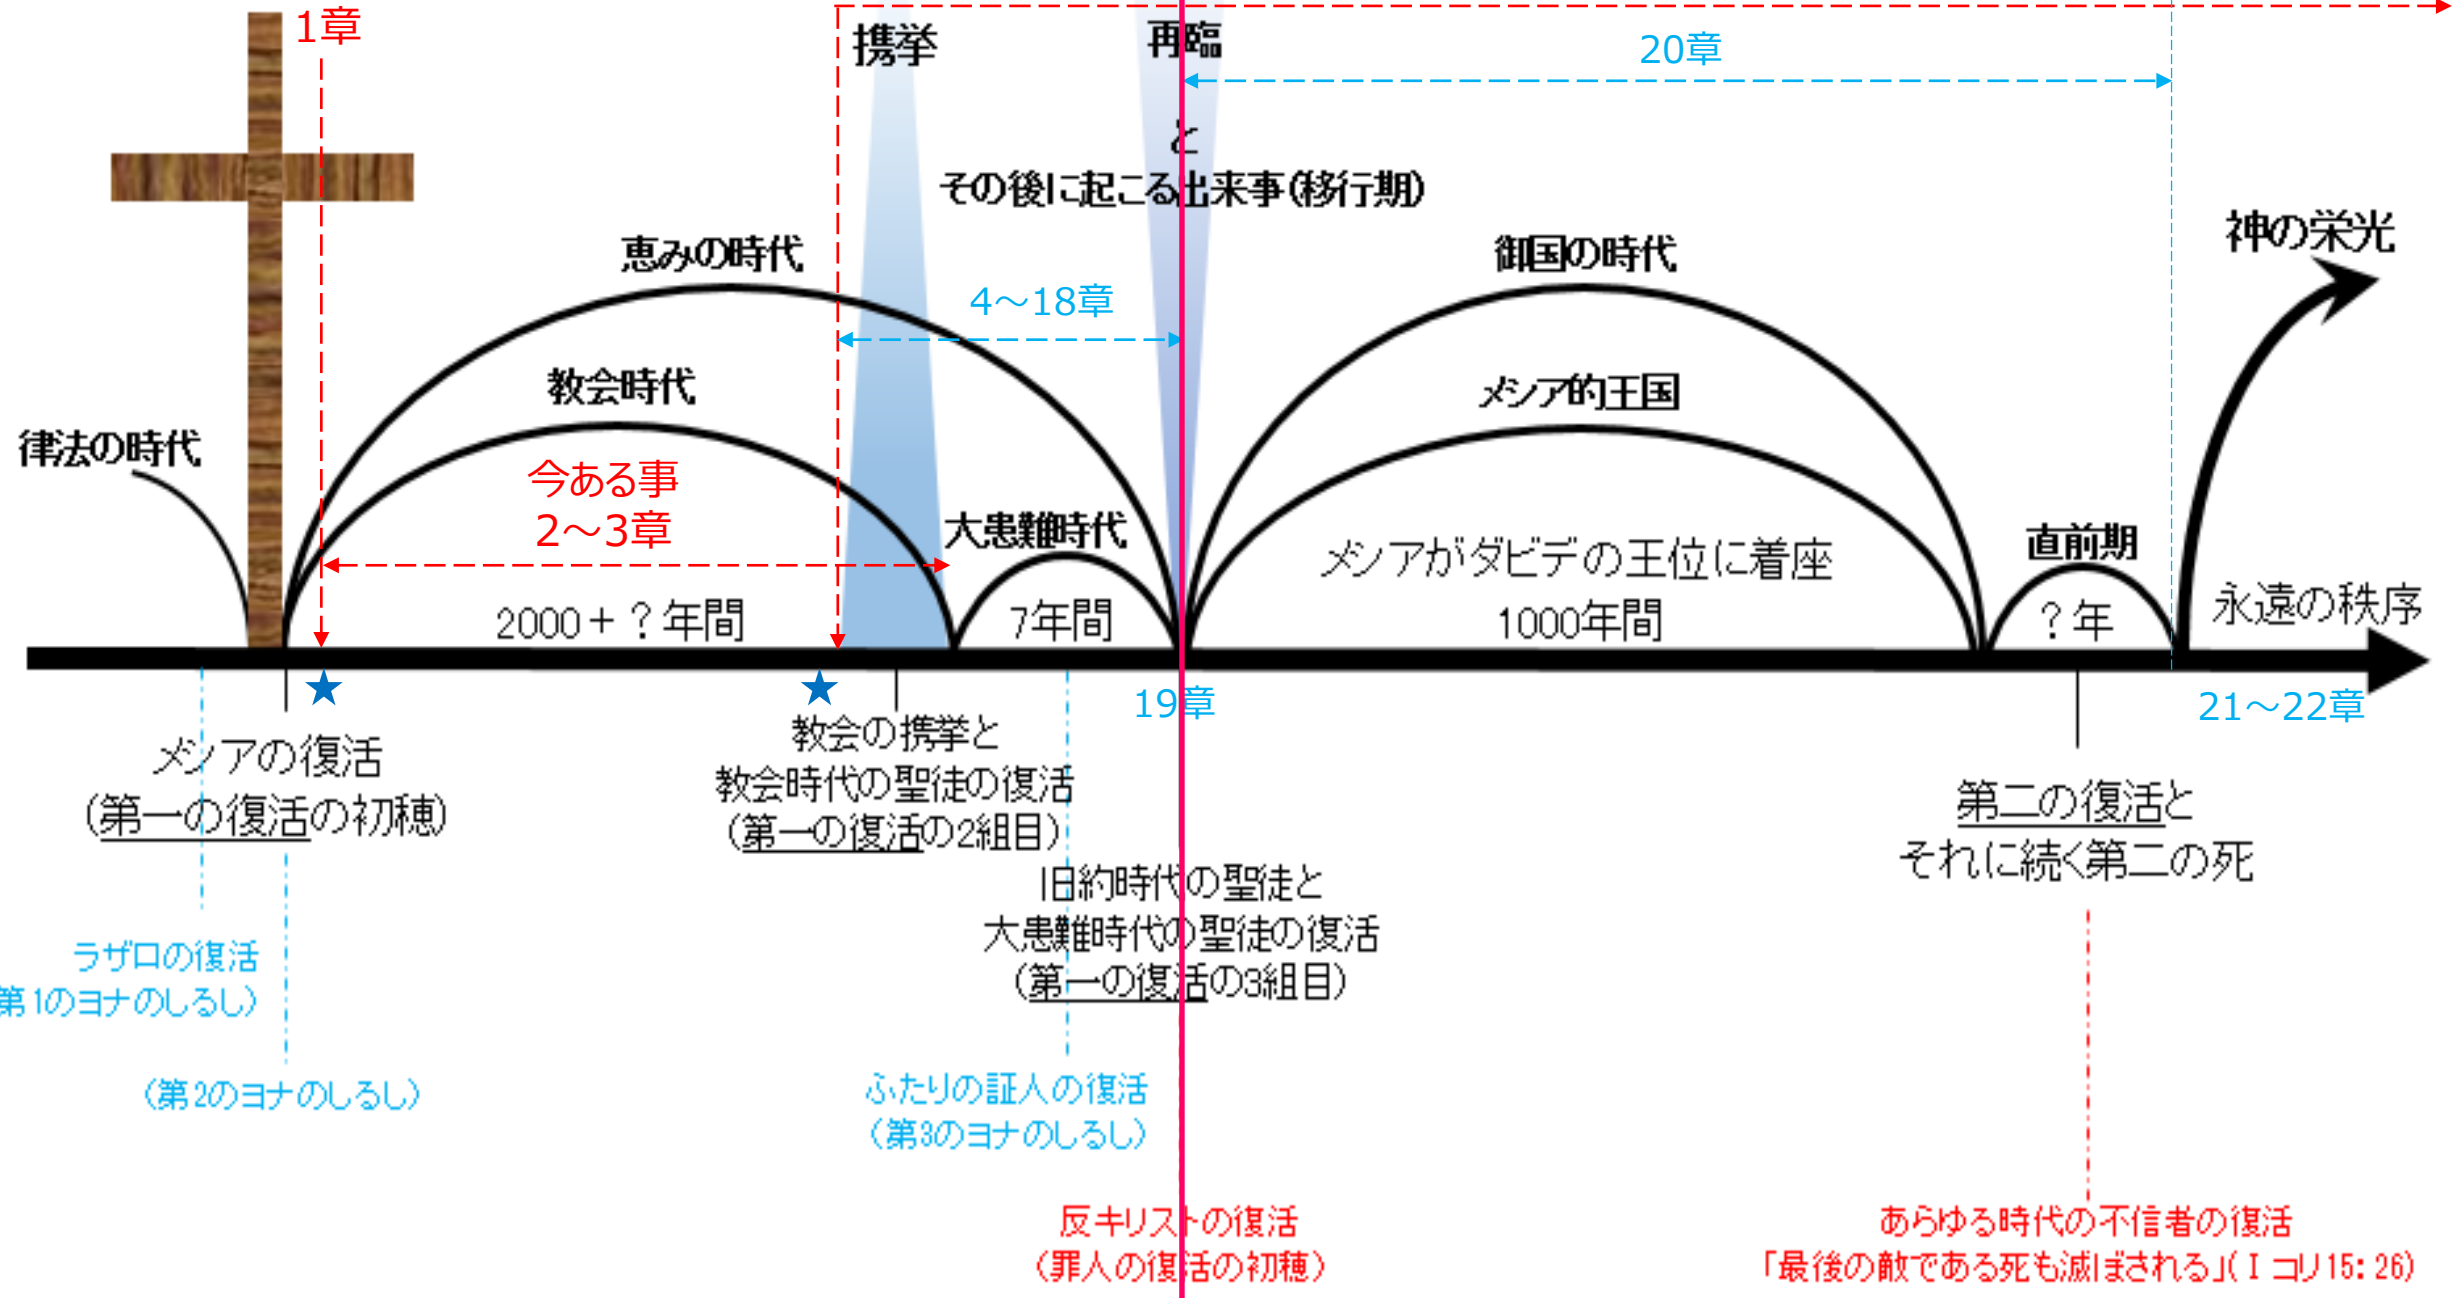 1章
携挙
再臨
と
その後に起こる出来事(移行期)
20章
神の栄光
恵みの時代
4～18章
御国の時代
教会時代
メシア的王国
律法の時代
今ある事
2～3章
大患難時代
メシアがダビデの王位に着座
直前期
2000+?年間
7年間
1000年間
?年
永遠の秩序
★
★
19章
21～22章
メシアの復活
(第一の復活の初穂)
教会の携挙と
教会時代の聖徒の復活
(第一の復活の2組目)
旧約時代の聖徒と
大患難時代の聖徒の復活
(第一の復活の3組目)
第二の復活と
それに続く第二の死
ラザロの復活
第1のヨナのしるし)
(第2のヨナのしるし)
ふたりの証人の復活
(第3のヨナのしるし)
反キリストの復活
(罪人の復活の初穂)
あらゆる時代の不信者の復活
「最後の敵である死も滅ぼされる」(Ⅰコリ15:26)